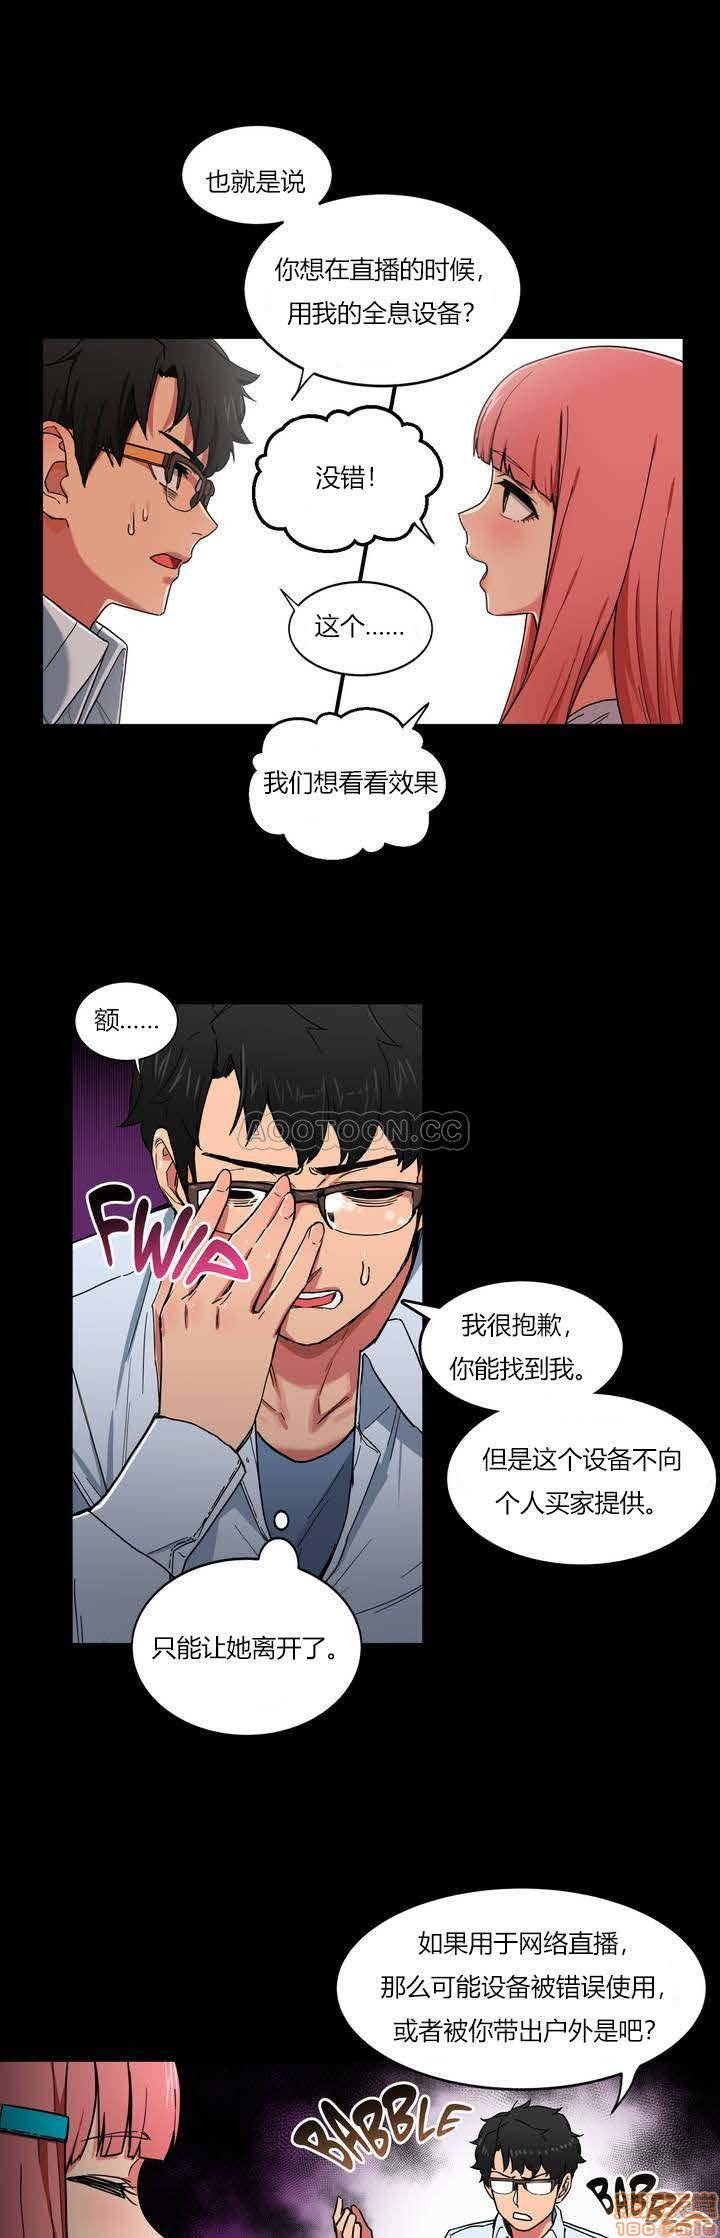 也就是说
你想在直播的时候，
用我的全息设备？
没错！
这个……
我们想看看效果
额……
AOOTOON.CC
FWIP
我很抱歉，
你能找到我。
但是这个设备不向
个人买家提供。
只能让她离开了。
如果用于网络直播，
那么可能设备被错误使用，
或者被你带出户外是吧？
BABBLE